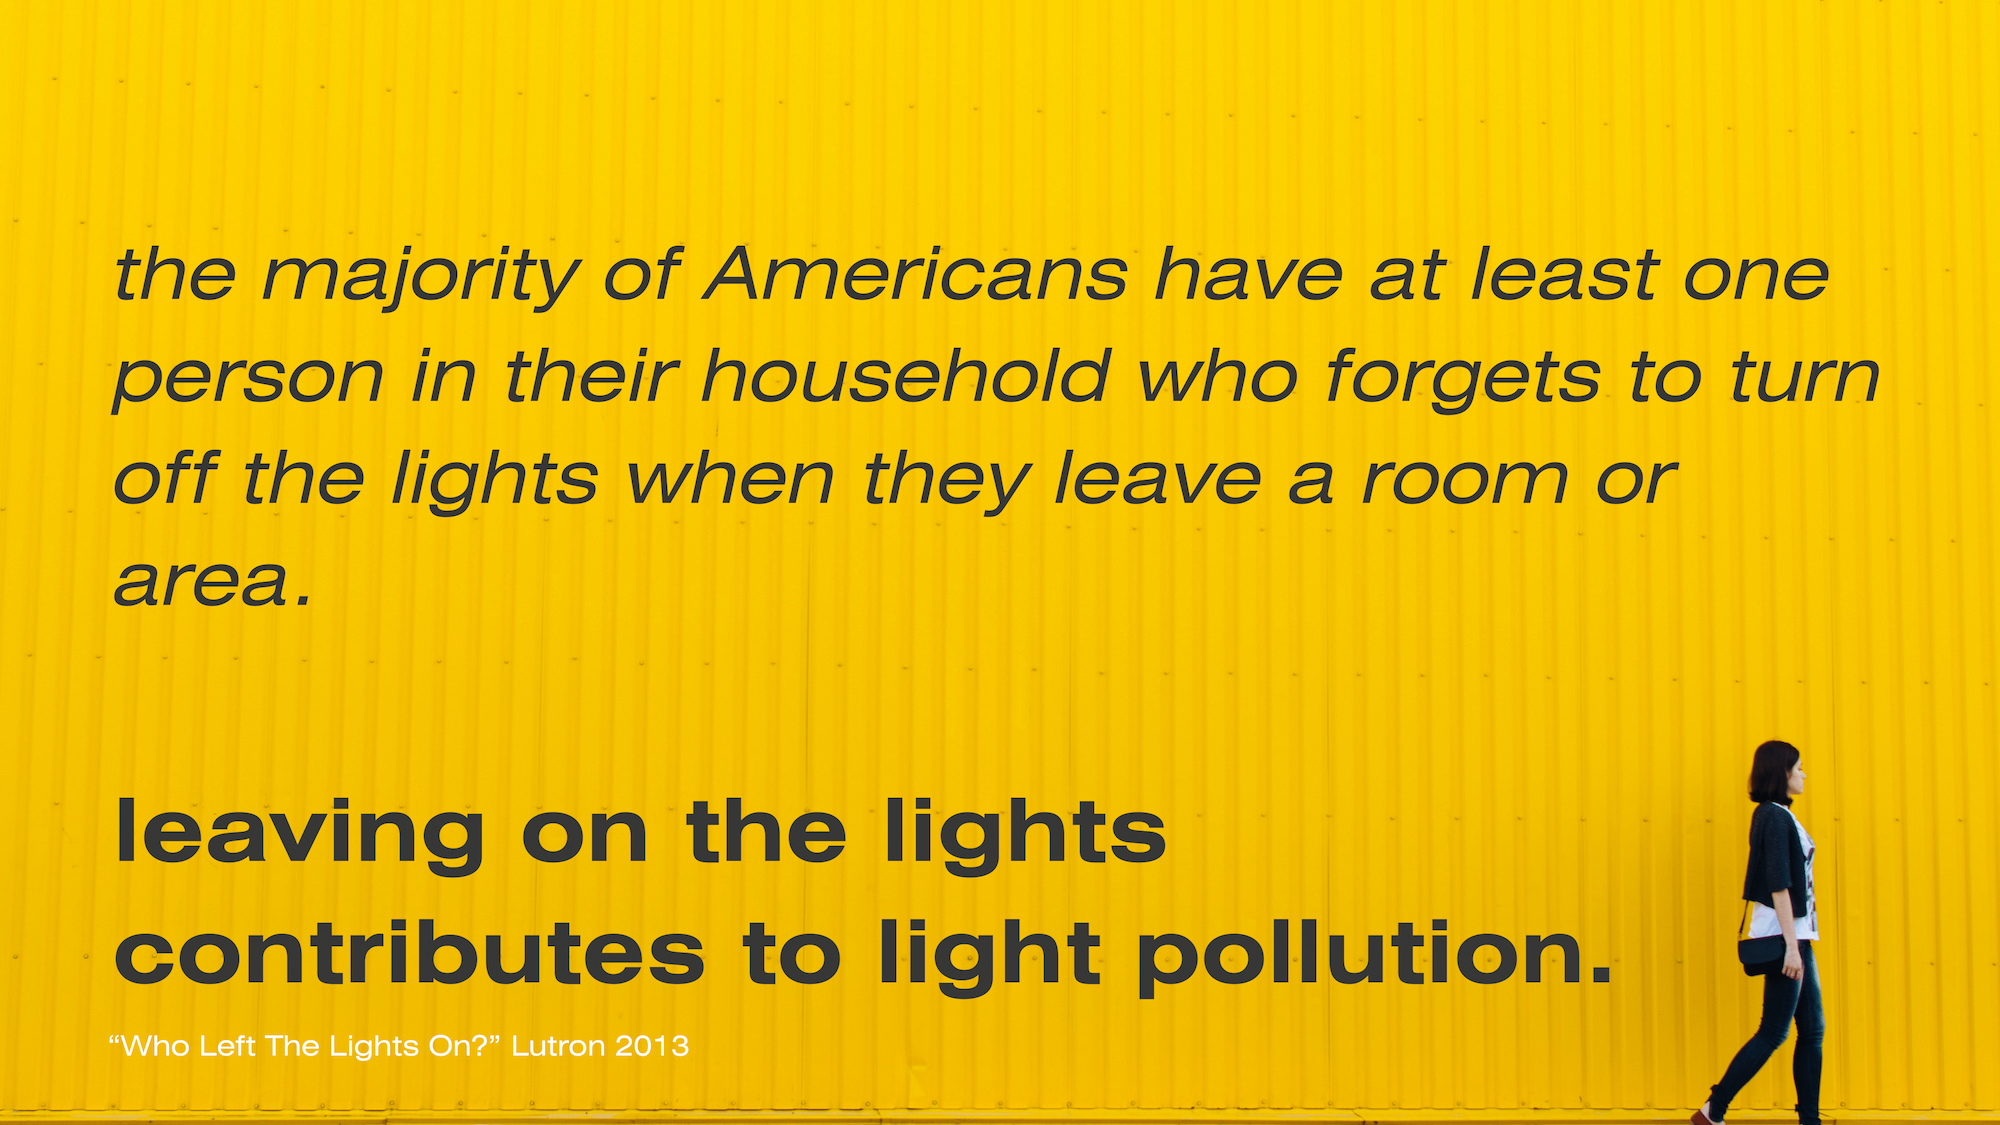 the majority of Americans have at least one
person in their household who forgets to turn
off the lights when they leave a room or
area.
leaving on the lights
contributes to light pollution.
“Who Left The Lights On?” Lutron 2013